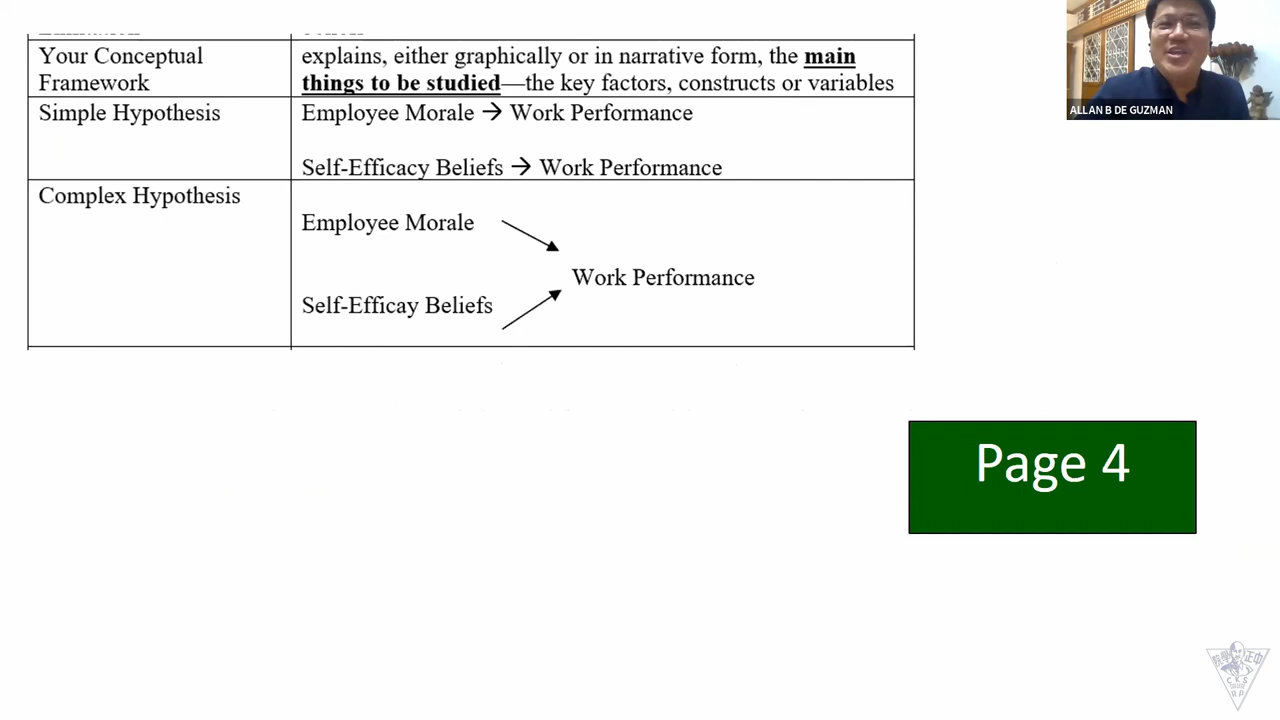 Your Conceptual
Framework
explains, either graphically or in narrative form, the main
things to be studied—the key factors, constructs or variables
Simple Hypothesis
Employee Morale → Work Performance
Self-Efficacy Beliefs → Work Performance
Complex Hypothesis
Employee Morale
Work Performance
Self-Efficay Beliefs
ALLAN B DE GUZMAN
Page 4
C K S